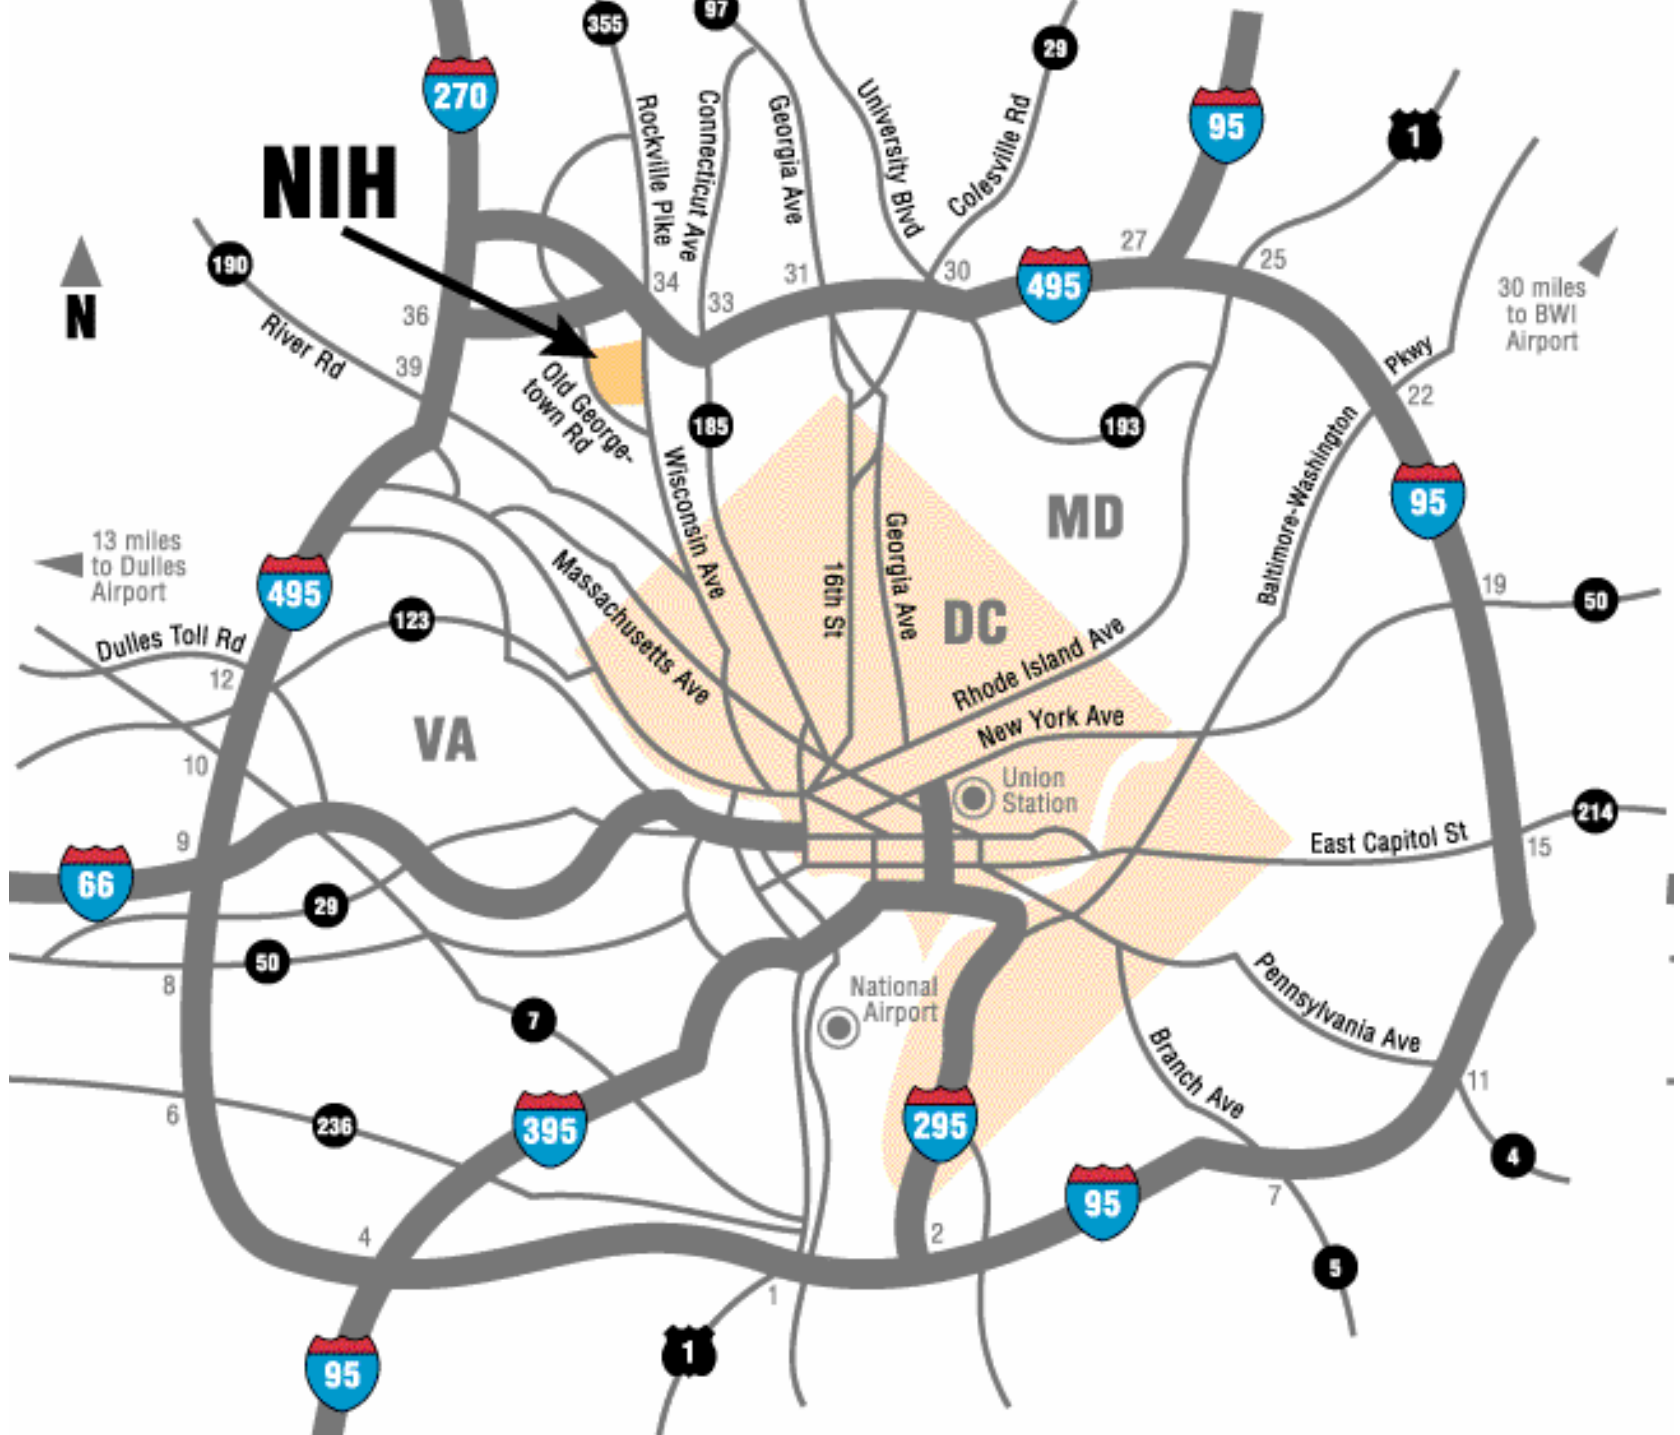 355
97
29
270
95
1
Rockville Pike
Connecticut Ave
Georgia Ave
University Blvd
Colesville Rd
NIH
190
N
River Rd
36
39
34
33
31
30
495
27
25
30 miles
to BWI
Airport
Pkwy
22
Baltimore-Washington
Old George-
town Rd
185
193
Wisconsin Ave
MD
95
13 miles
to Dulles
Airport
495
Massachusetts Ave
16th St
Georgia Ave
DC
19
50
123
Dulles Toll Rd
12
Rhode Island Ave
New York Ave
VA
10
Union
Station
214
East Capitol St
15
9
66
29
50
8
7
National
Airport
Pennsylvania Ave
Branch Ave
11
6
236
395
295
4
95
7
4
2
5
1
1
95